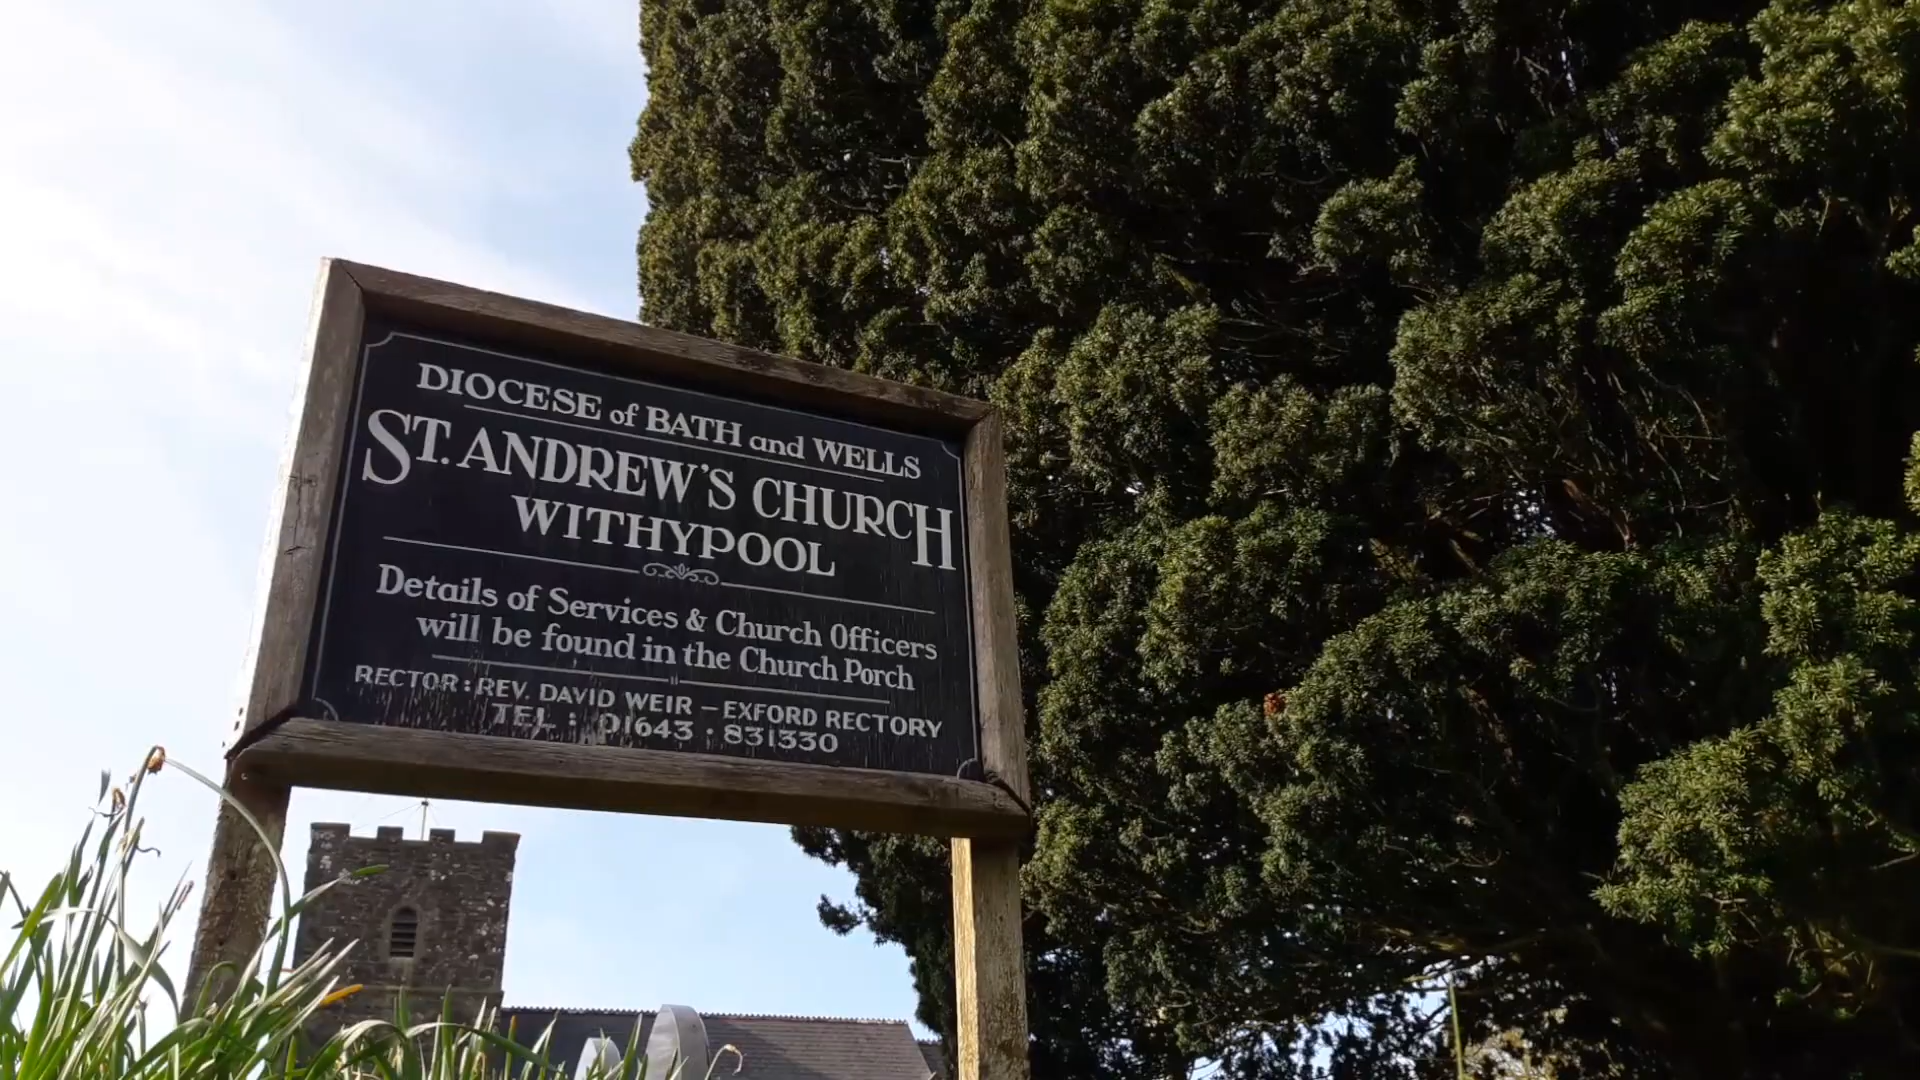 DIOCESE of BATH and WELLS
ST. ANDREW'S CHURCH
WITHYPOOL
Details of Services & Church Officers
will be found in the Church Porch
RECTOR : REV. DAVID WEIR – EXFORD RECTORY
TEL : 01643 · 831330